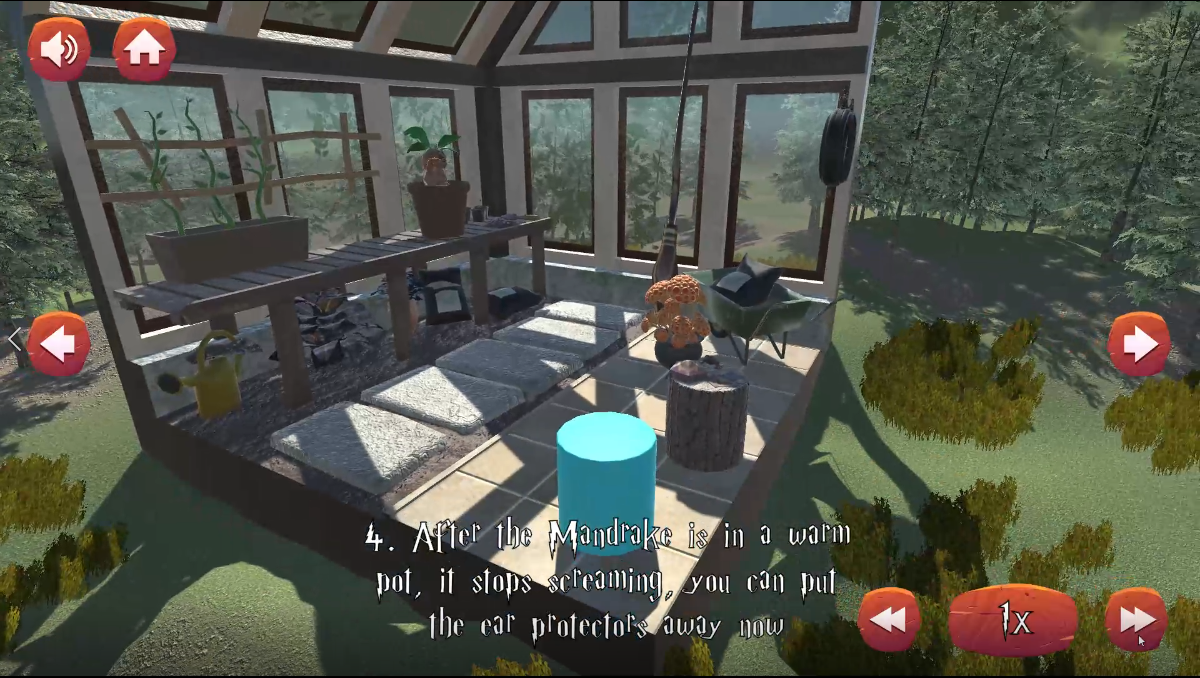 4. After the Mandrake is in a warm
pot, it stops screaming, you can put
the ear protectors away now
1x